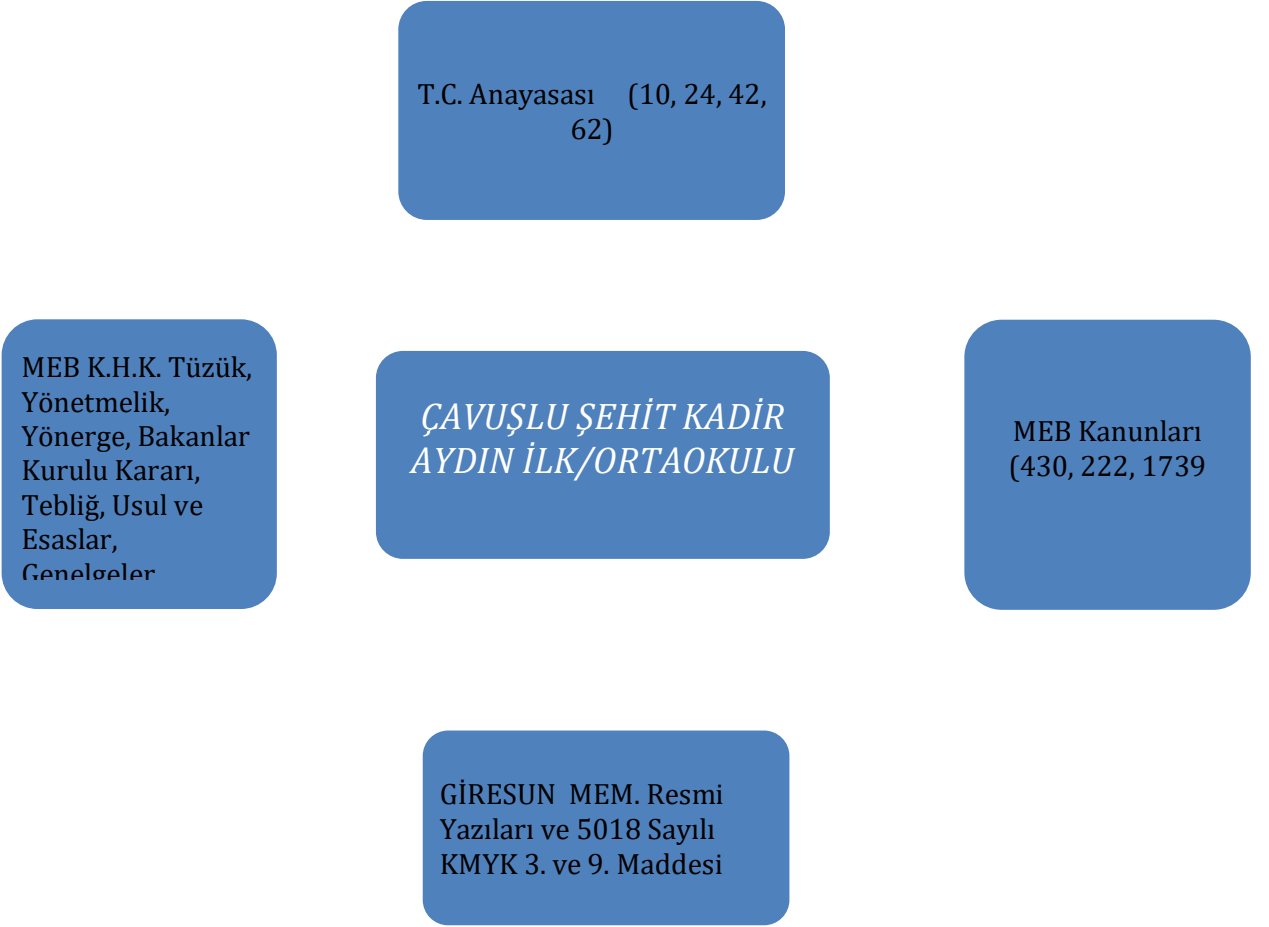 T.C. Anayasası (10, 24, 42,
62)
MEB K.H.K. Tüzük,
Yönetmelik,
Yönerge, Bakanlar
Kurulu Kararı,
Tebliğ, Usul ve
Esaslar,
Genelgeler
ÇAVUŞLU ŞEHİT KADİR
AYDIN İLK/ORTAOKULU
MEB Kanunları
(430, 222, 1739
GİRESUN MEM. Resmi
Yazıları ve 5018 Sayılı
KMYK 3. ve 9. Maddesi